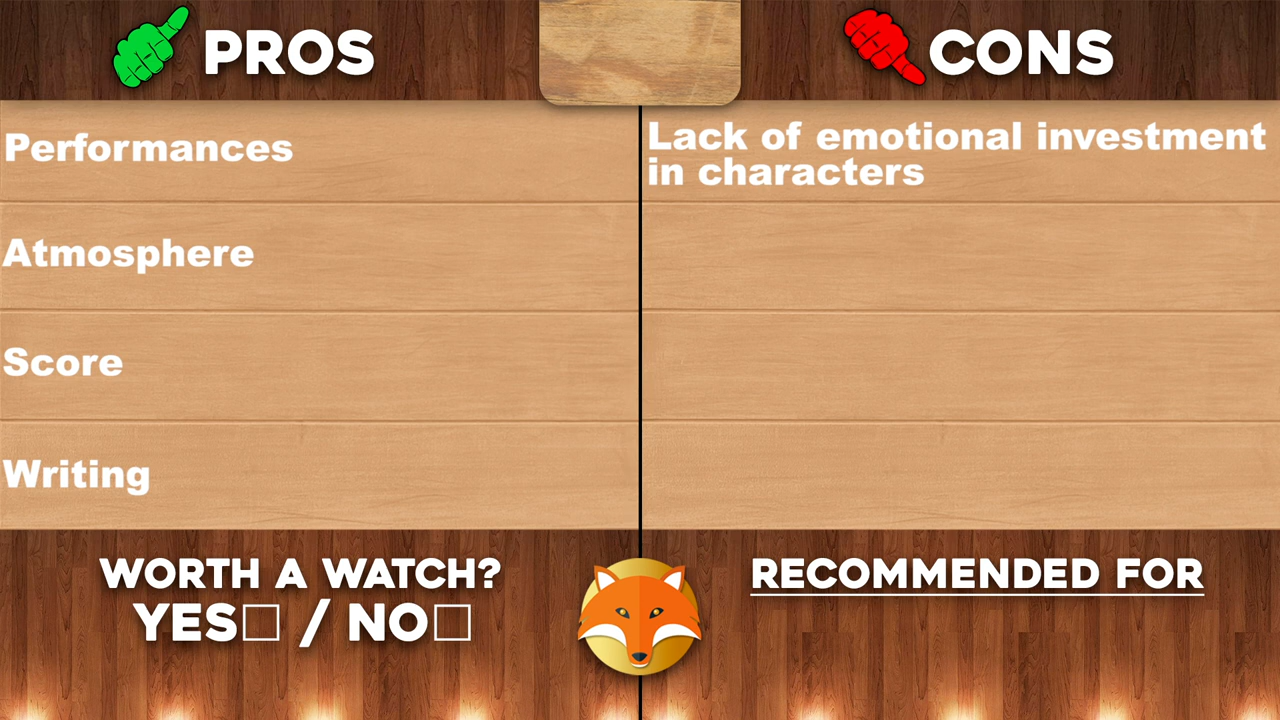 PROS
CONS
Performances
Lack of emotional investment
in characters
Atmosphere
Score
Writing
WORTH A WATCH?
YES☐ / NO☐
RECOMMENDED FOR